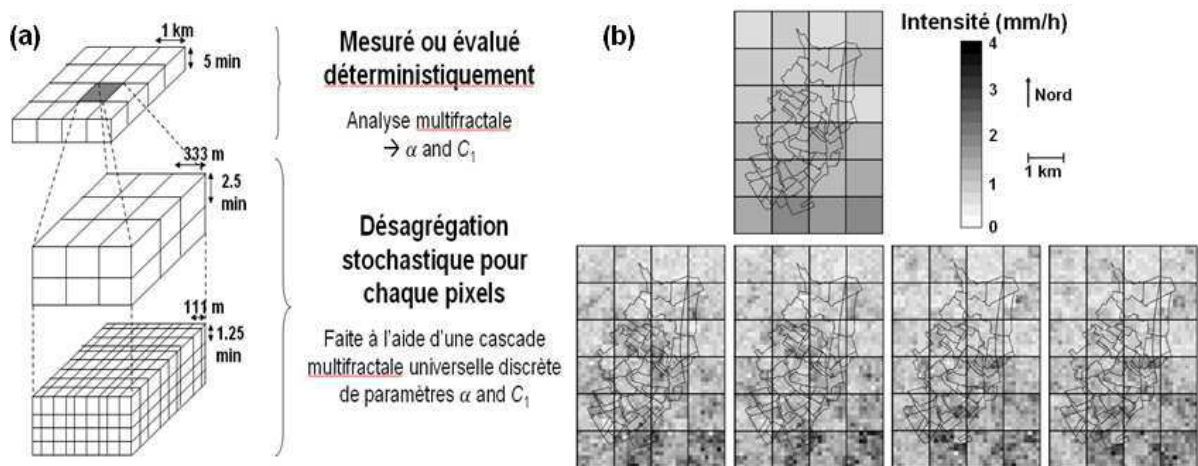 (a)
1 km
5 min
333 m
2.5
min
111 m
1.25
min
Mesuré ou évalué
déterministiquement
Analyse multifractale
→ α and C1
Désagrégation
stochastique pour
chaque pixels
Faite à l'aide d'une cascade
multifractale universelle discrète
de paramètres α and C1
(b)
Intensité (mm/h)
4
3
2
1
0
Nord
1 km